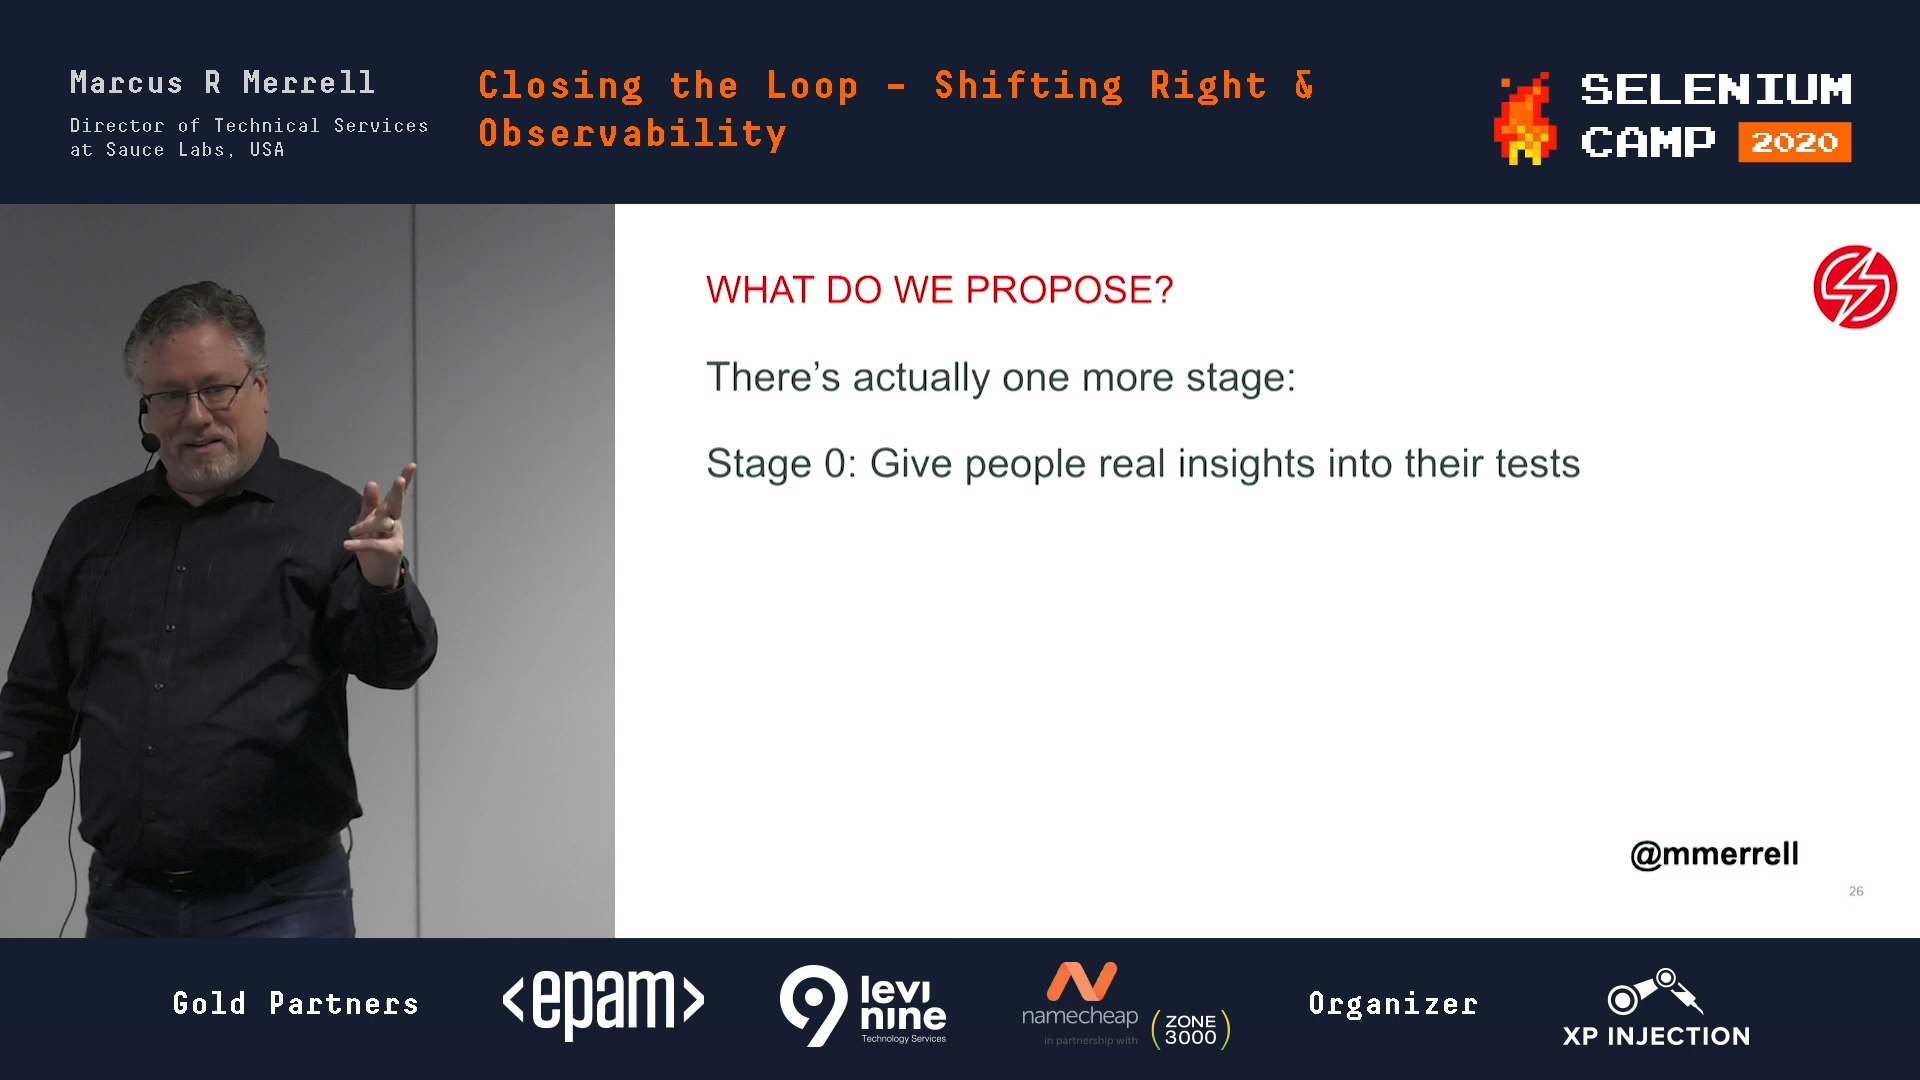 Marcus R Merrell
Director of Technical Services
at Sauce Labs, USA
Closing the Loop – Shifting Right &
Observability
SELENIUM
CAMP 2020
WHAT DO WE PROPOSE?
There’s actually one more stage:
Stage 0: Give people real insights into their tests
@mmerrell
26
Gold Partners
<epam>
levi
nine
Technology Services
namecheap
in partnership with
ZONE
3000
Organizer
XP INJECTION